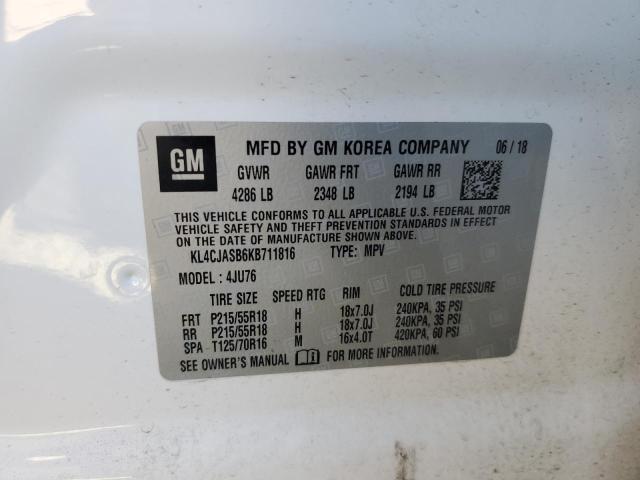 GM MFD BY GM KOREA COMPANY 06 / 18
GVWR GAWR FRT GAWR RR
4286 LB 2348 LB 2194 LB
THIS VEHICLE CONFORMS TO ALL APPLICABLE U.S. FEDERAL MOTOR
VEHICLE SAFETY AND THEFT PREVENTION STANDARDS IN EFFECT ON
THE DATE OF MANUFACTURE SHOWN ABOVE.
KL4CJASB6KB711816 TYPE: MPV
MODEL : 4JU76
TIRE SIZE SPEED RTG RIM COLD TIRE PRESSURE
FRT P215/55R18 H 18x7.0J 240KPA, 35 PSI
RR P215/55R18 H 18x7.0J 240KPA, 35 PSI
SPA T125/70R16 M 16x4.0T 420KPA, 60 PSI
SEE OWNER'S MANUAL FOR MORE INFORMATION.